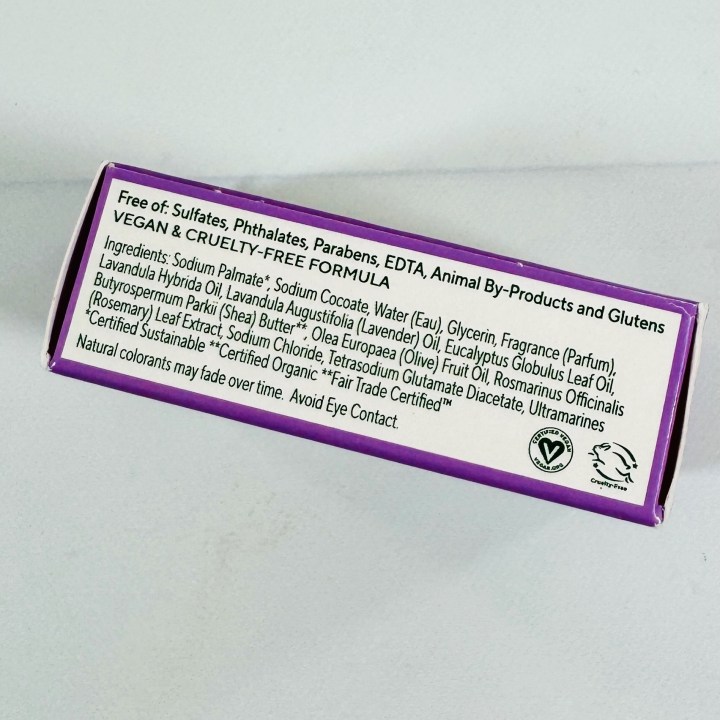 Free of: Sulfates, Phthalates, Parabens, EDTA, Animal By-Products and Glutens
VEGAN & CRUELTY-FREE FORMULA
Ingredients: Sodium Palmate*, Sodium Cocoate, Water (Eau), Glycerin, Fragrance (Parfum),
Lavandula Hybrida Oil, Lavandula Augustifolia (Lavender) Oil, Eucalyptus Globulus Leaf Oil,
Butyrospermum Parkii (Shea) Butter**, Olea Europaea (Olive) Fruit Oil, Rosmarinus Officinalis
(Rosemary) Leaf Extract, Sodium Chloride, Tetrasodium Glutamate Diacetate, Ultramarines
*Certified Sustainable **Certified Organic **Fair Trade Certified™
Natural colorants may fade over time. Avoid Eye Contact.
CERTIFIED VEGAN
VEGAN.ORG
Cruelty-Free